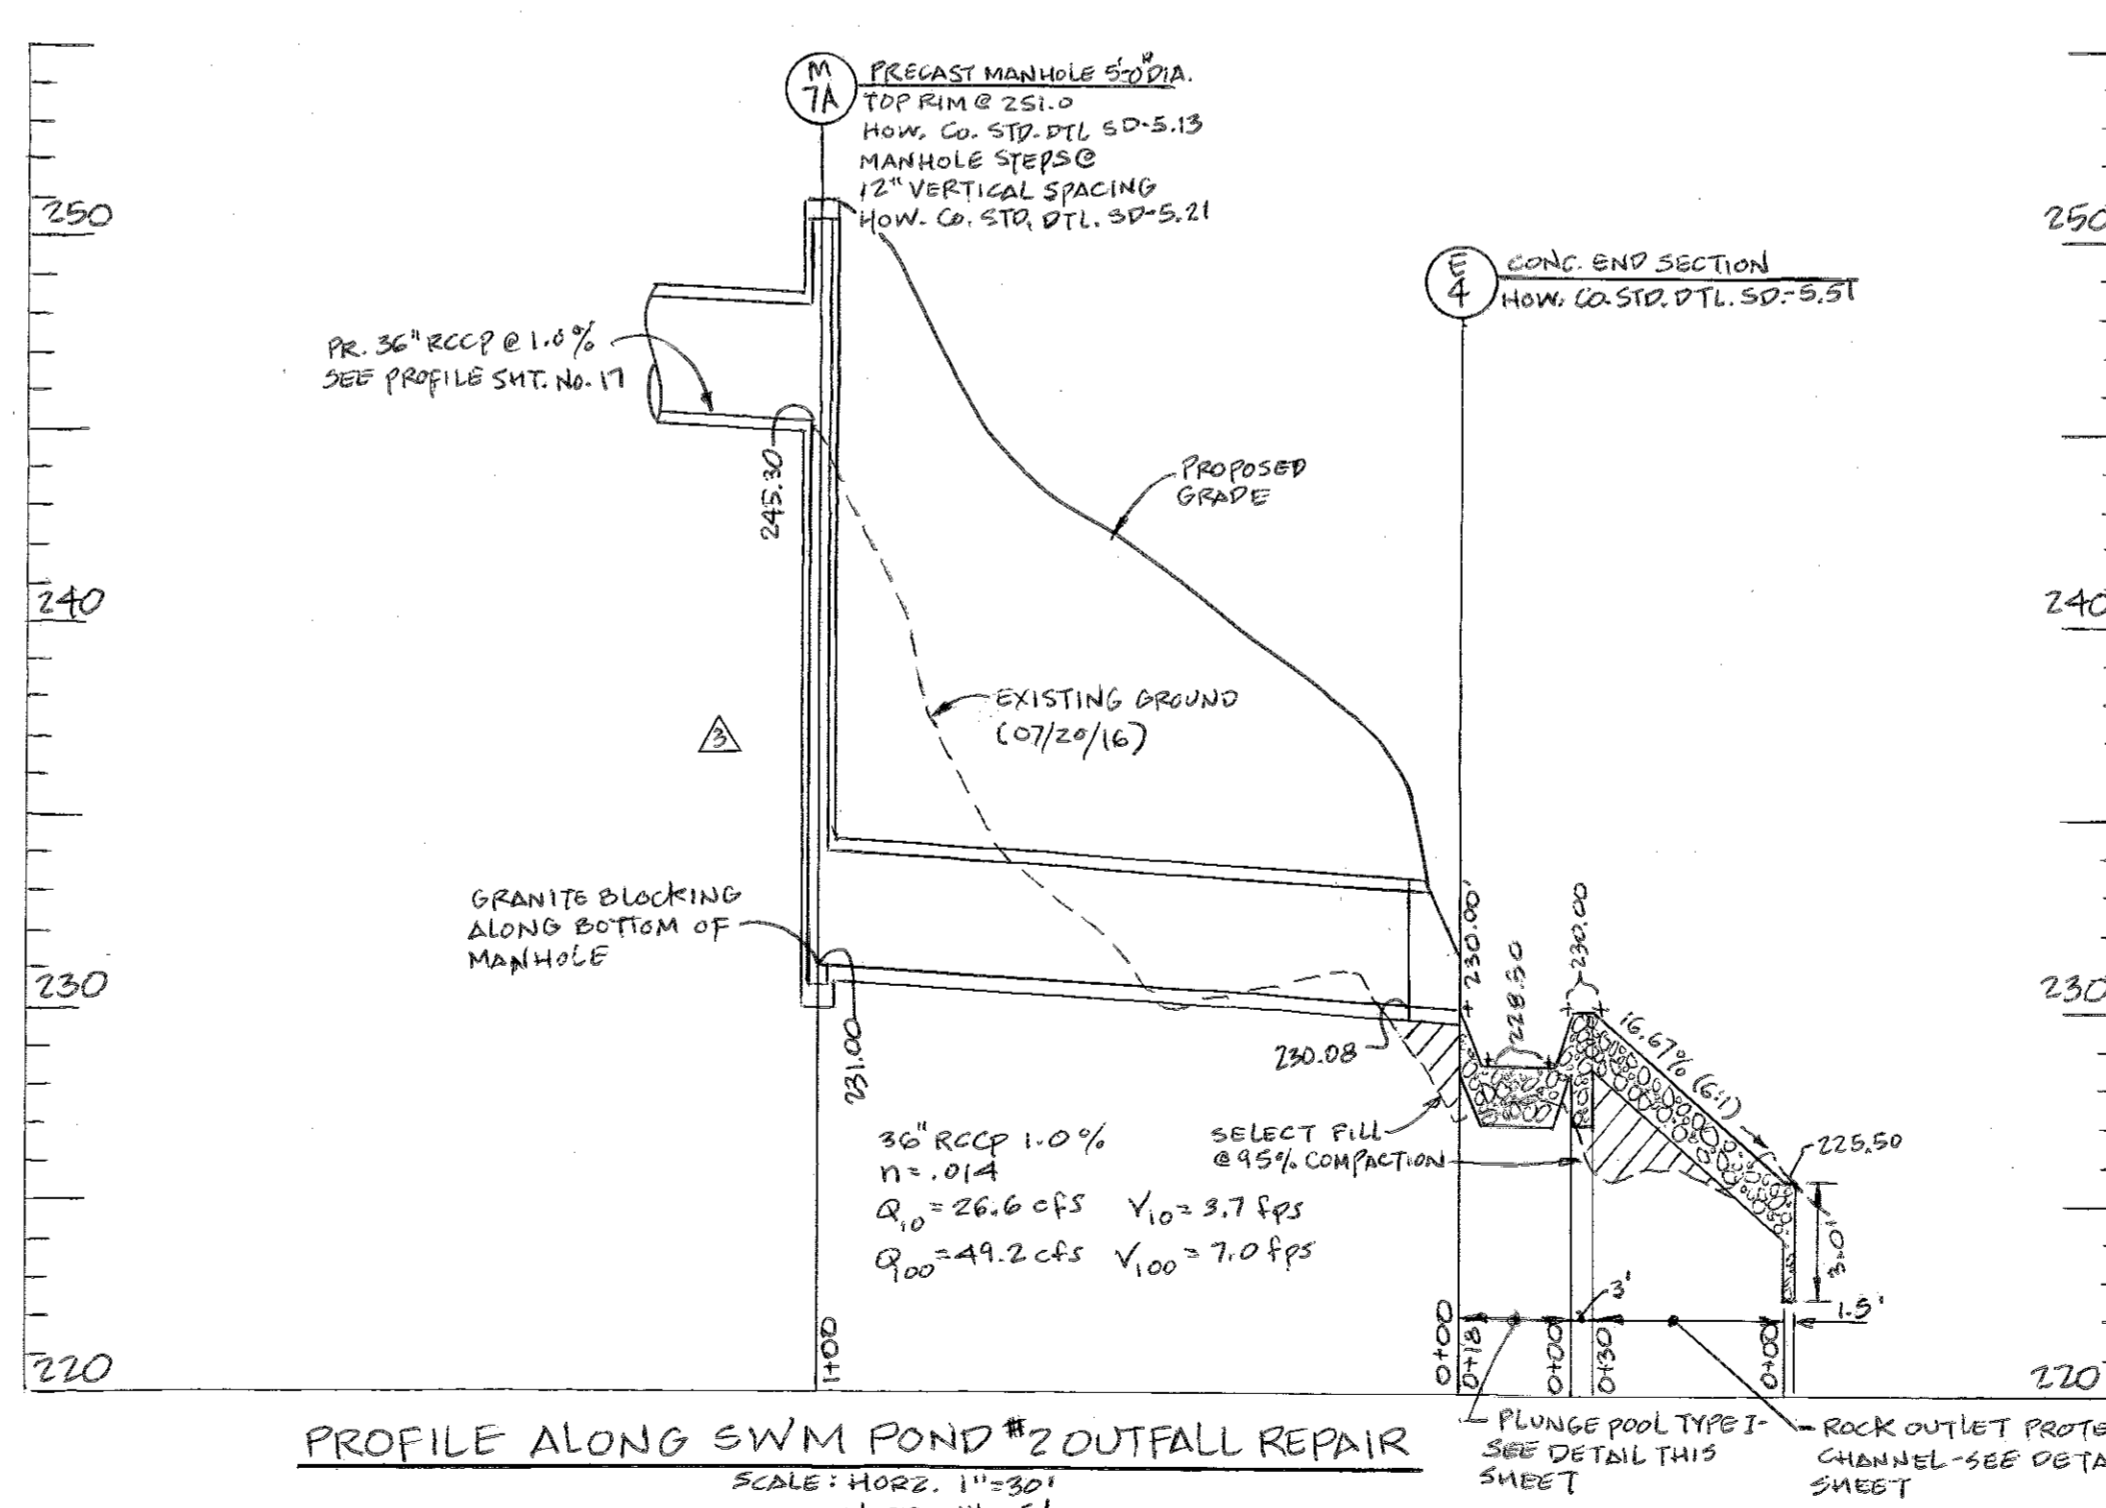 M
7A
PRECAST MANHOLE 5'-0" DIA.
TOP RIM @ 251.0
HOW. CO. STD. DTL SD-5.13
MANHOLE STEPS @
12" VERTICAL SPACING
HOW. CO. STD. DTL. SD-5.21
250
250
E
4
CONC. END SECTION
HOW. CO. STD. DTL. SD.-5.51
PR. 36" RCCP @ 1.0%
SEE PROFILE SHT. No. 17
245.30
PROPOSED
GRADE
240
240
EXISTING GROUND
(07/20/16)
3
GRANITE BLOCKING
ALONG BOTTOM OF
MANHOLE
230
230
231.00
230.08
230.00'
228.50
230.00
16.67% (6:1)
225.50
3.0'
1.5'
SELECT FILL
@ 95% COMPACTION
36" RCCP 1.0%
n = .014
Q10 = 26.6 cfs V10 = 3.7 fps
Q100 = 49.2 cfs V100 = 7.0 fps
3'
1+00
0+00
0+18
0+00
0+30
0+00
220
220
PLUNGE POOL TYPE I-
SEE DETAIL THIS
SHEET
ROCK OUTLET PROTE
CHANNEL-SEE DETA
SHEET
PROFILE ALONG SWM POND #2 OUTFALL REPAIR
SCALE: HORZ. 1"=30'